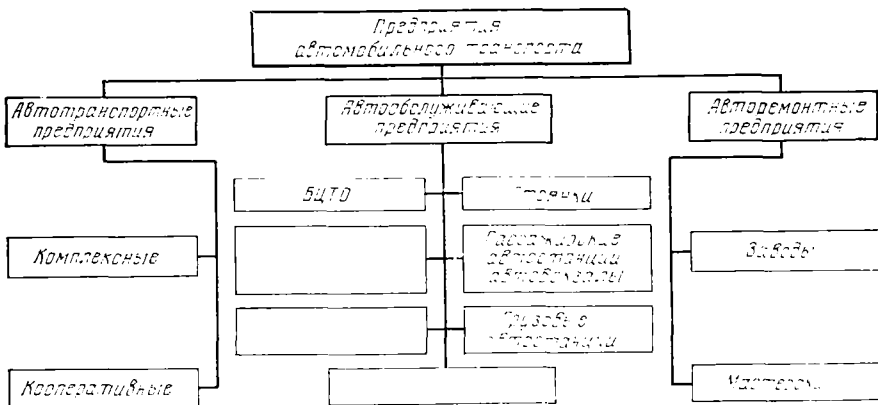 Предприятия
автомобильного транспорта
Автотранспортные
предприятия
Автообслуживающие
предприятия
Авторемонтные
предприятия
БЦТО
Стоянки
Комплексные
Пассажирские
автостанции
автовокзалы
Заводы
Грузовые
автостанции
Кооперативные